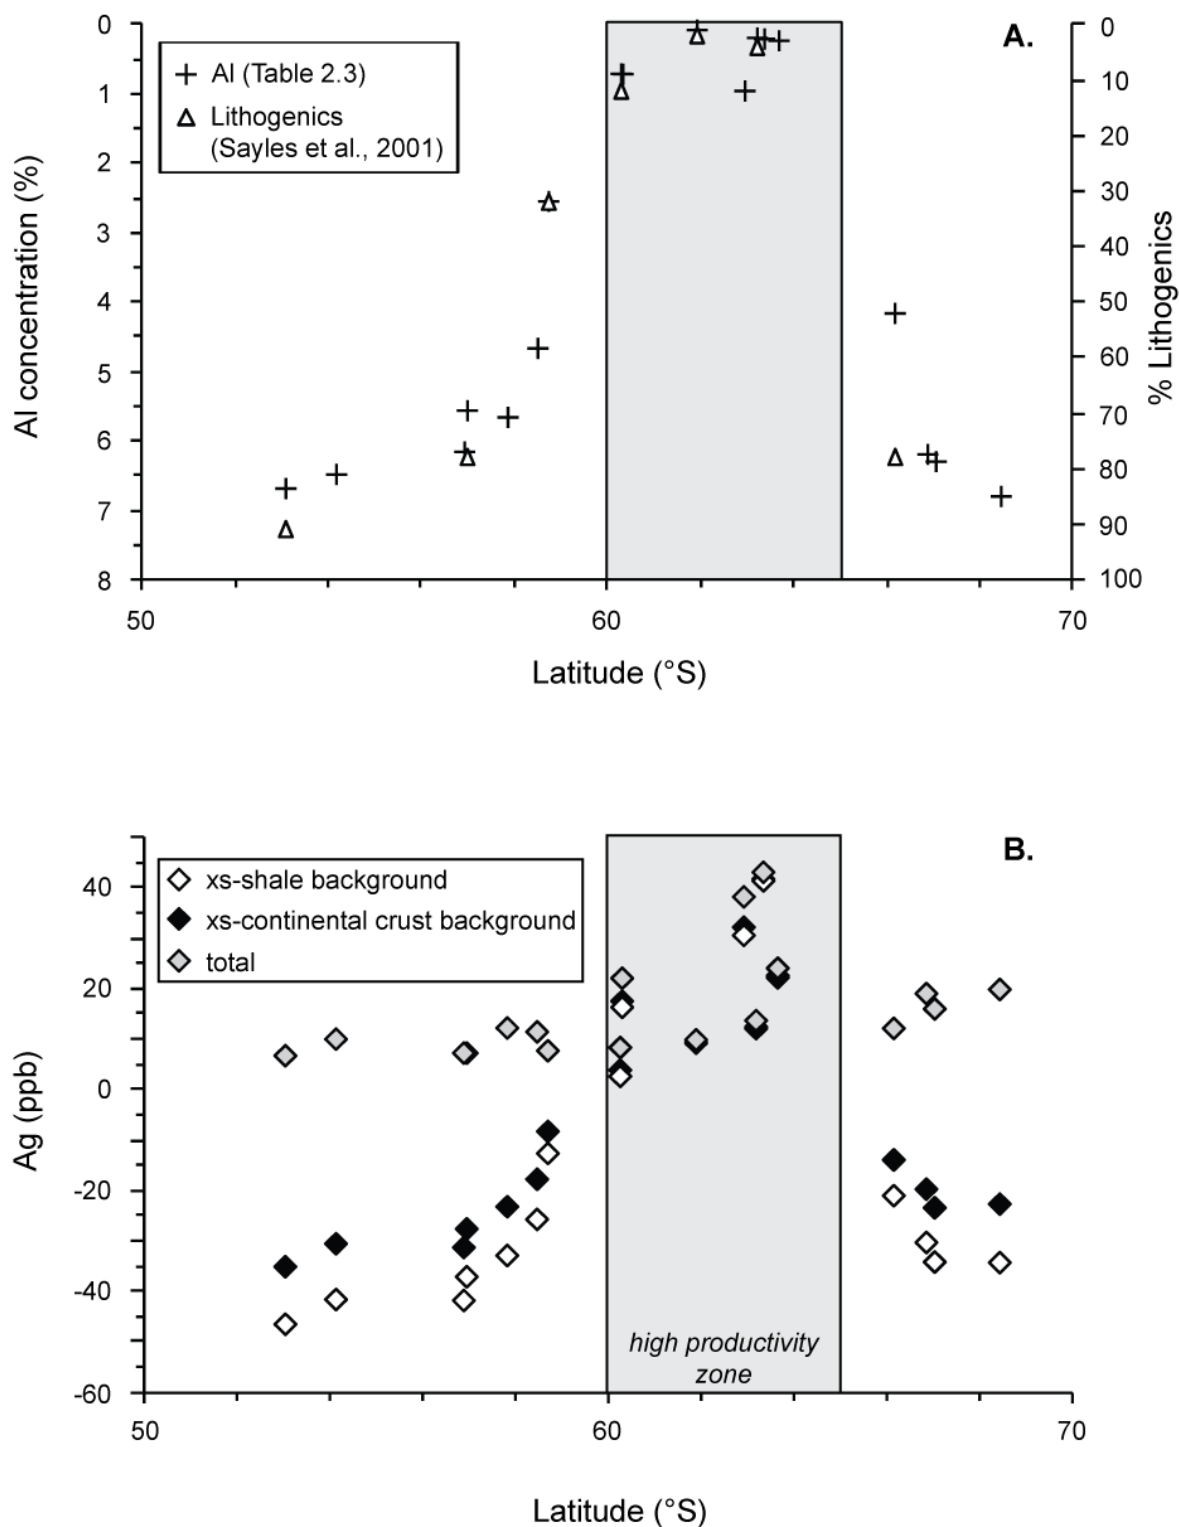 A.
Al (Table 2.3)
Lithogenics
(Sayles et al., 2001)
Al concentration (%)
0
1
2
3
4
5
6
7
8
% Lithogenics
0
10
20
30
40
50
60
70
80
90
100
50
60
70
Latitude (°S)
B.
xs-shale background
xs-continental crust background
total
Ag (ppb)
40
20
0
-20
-40
-60
high productivity
zone
50
60
70
Latitude (°S)